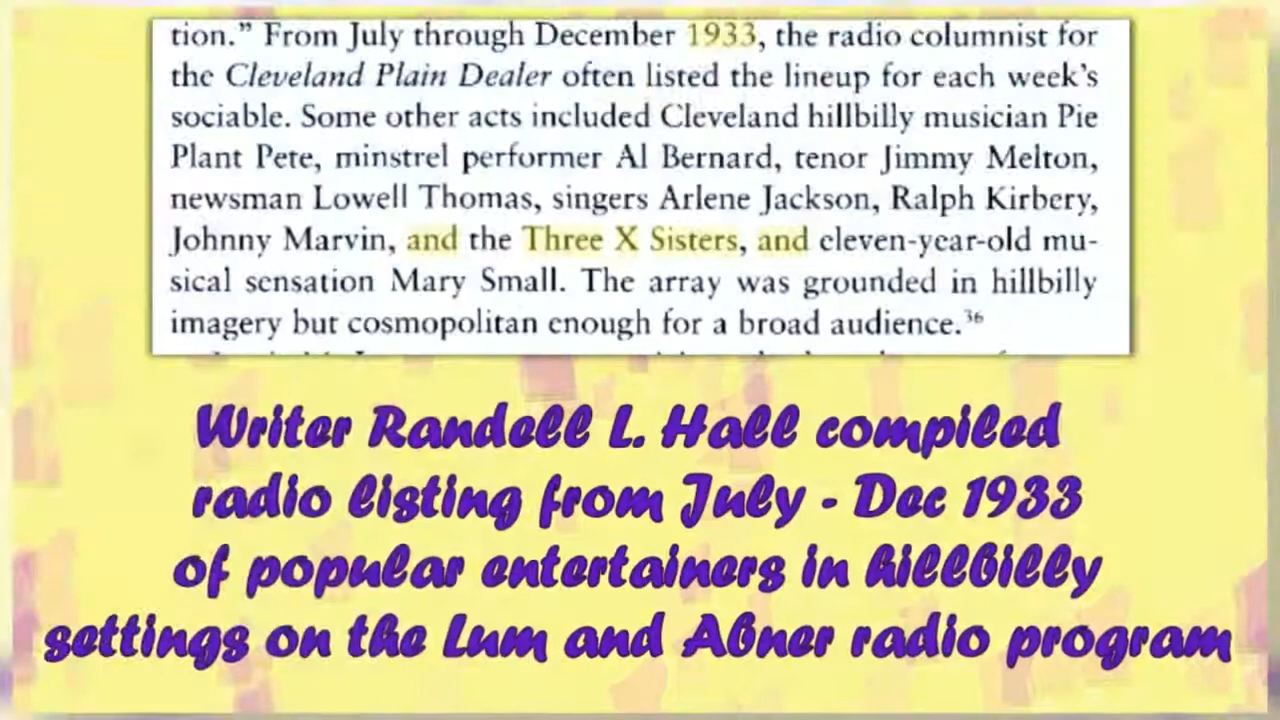 tion.” From July through December 1933, the radio columnist for
the Cleveland Plain Dealer often listed the lineup for each week’s
sociable. Some other acts included Cleveland hillbilly musician Pie
Plant Pete, minstrel performer Al Bernard, tenor Jimmy Melton,
newsman Lowell Thomas, singers Arlene Jackson, Ralph Kirbery,
Johnny Marvin, and the Three X Sisters, and eleven-year-old mu-
sical sensation Mary Small. The array was grounded in hillbilly
imagery but cosmopolitan enough for a broad audience.³⁶
Writer Randell L. Hall compiled
radio listing from July - Dec 1933
of popular entertainers in hillbilly
settings on the Lum and Abner radio program